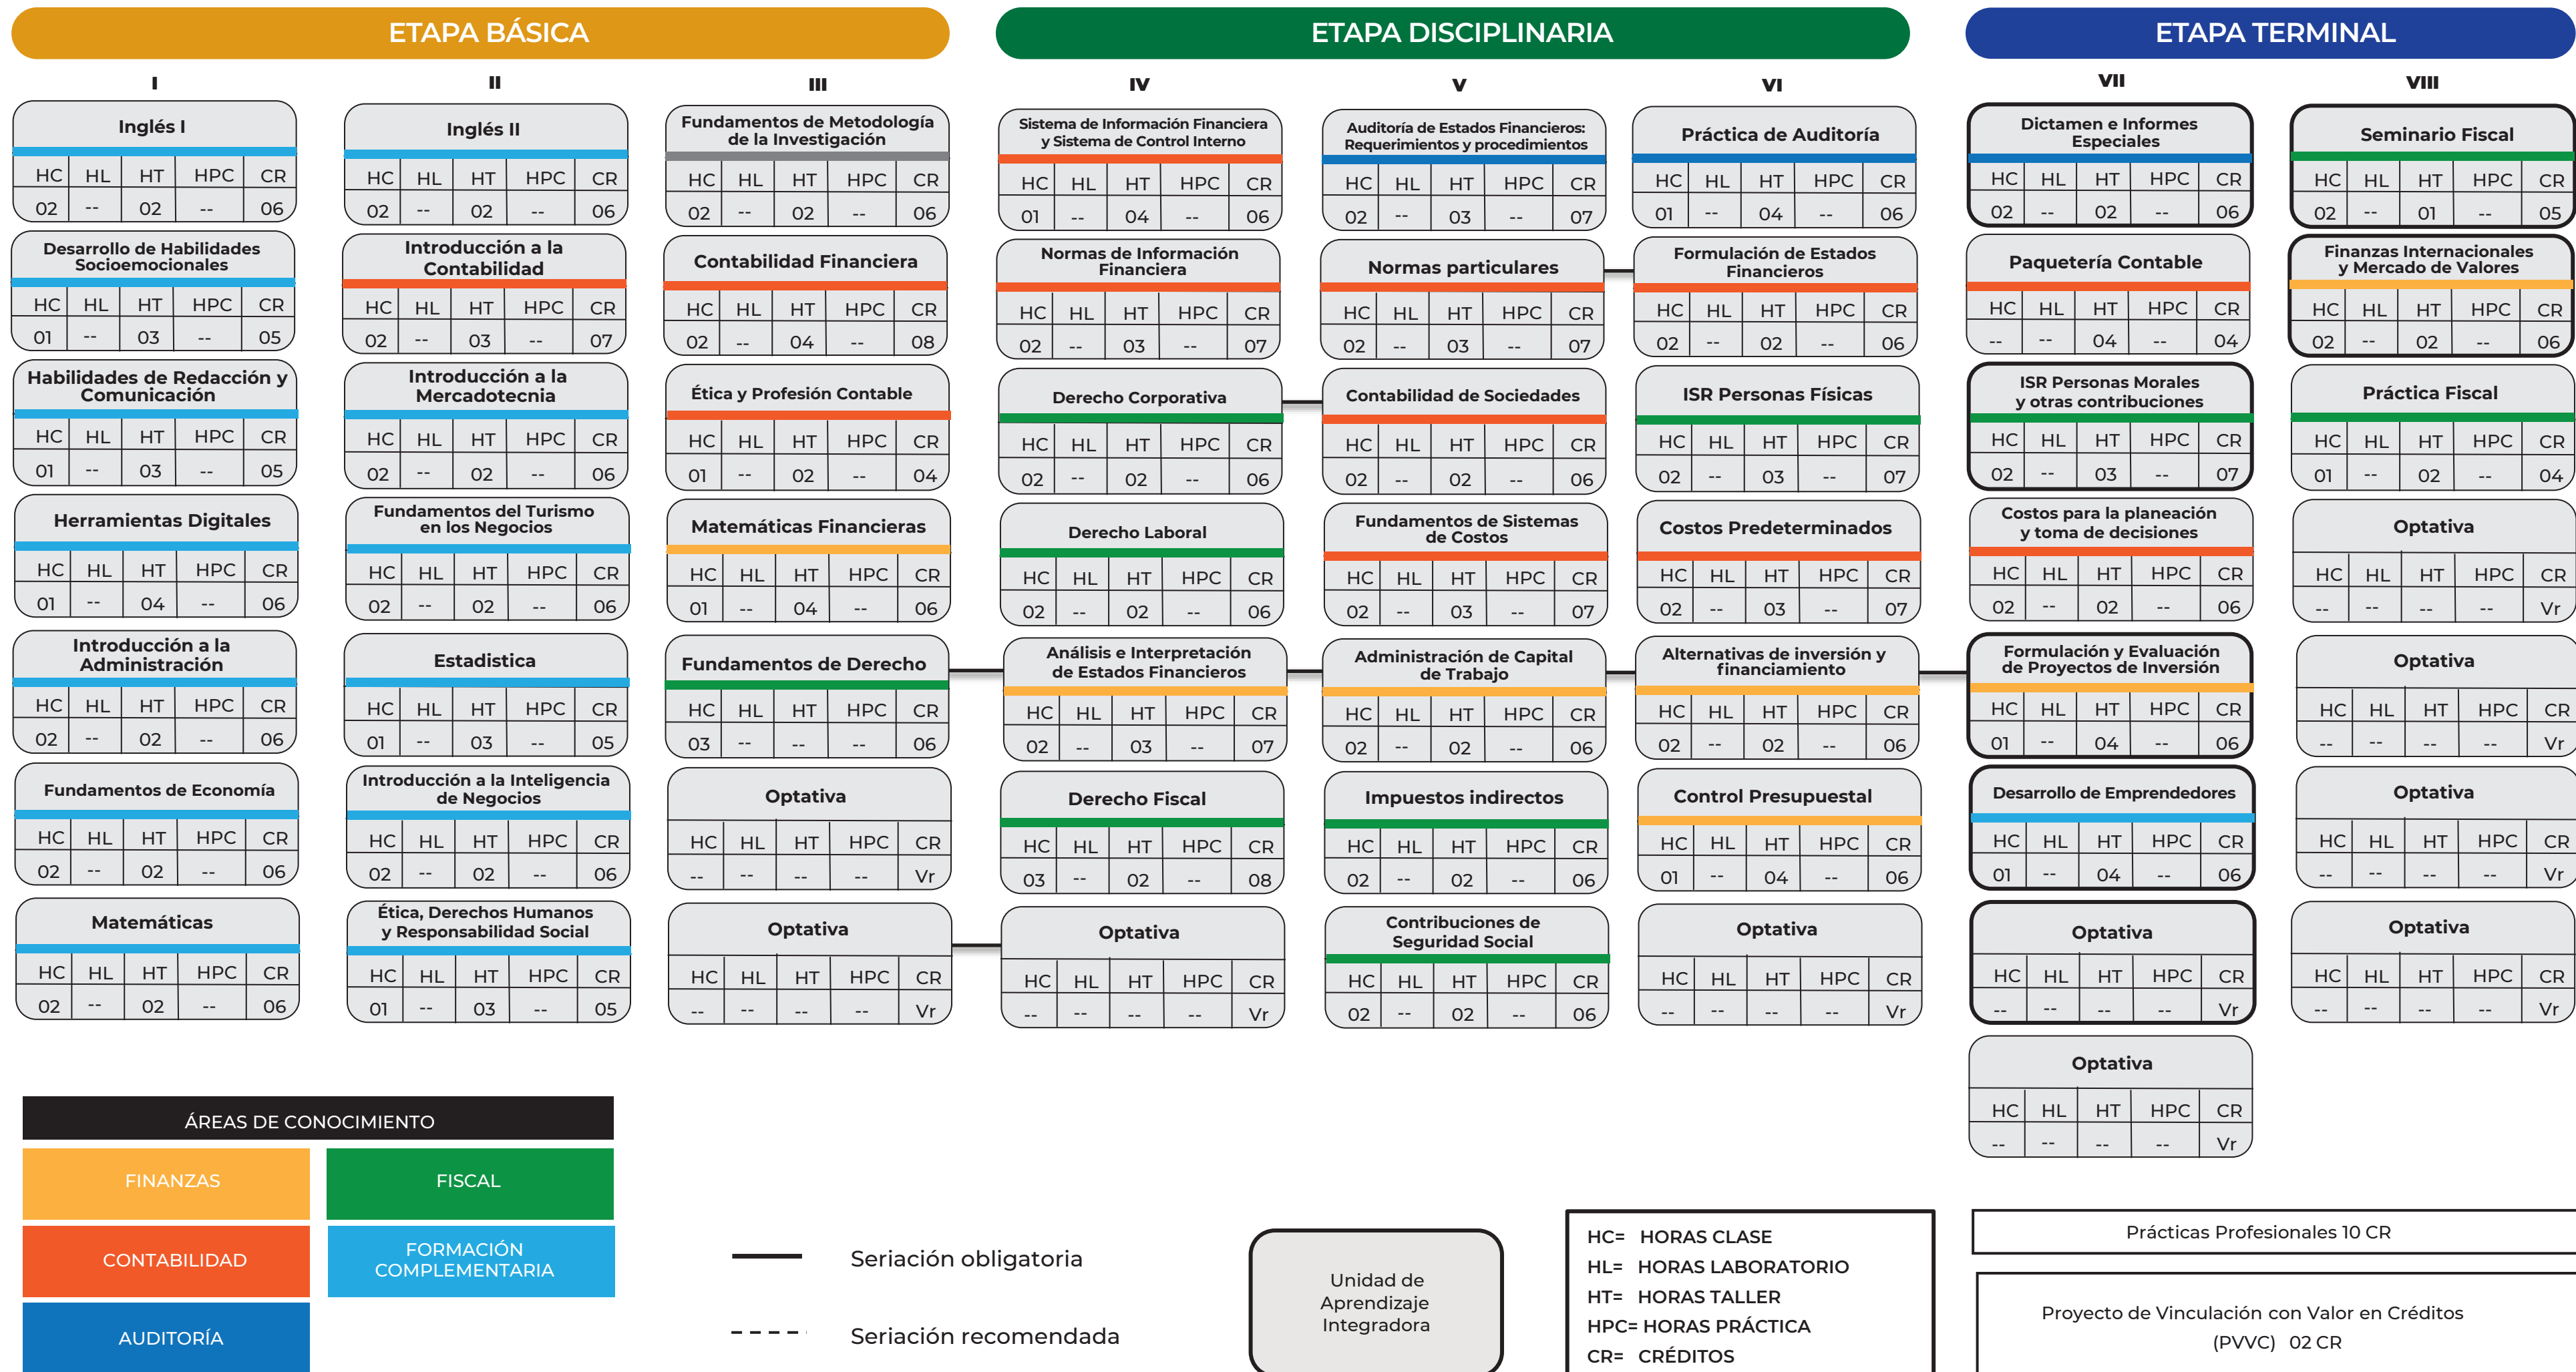 ETAPA BÁSICA
ETAPA DISCIPLINARIA
ETAPA TERMINAL
I
Inglés I
HC HL HT HPC CR
02 -- 02 -- 06
Desarrollo de Habilidades
Socioemocionales
HC HL HT HPC CR
01 -- 03 -- 05
Habilidades de Redacción y
Comunicación
HC HL HT HPC CR
01 -- 03 -- 05
Herramientas Digitales
HC HL HT HPC CR
01 -- 04 -- 06
Introducción a la
Administración
HC HL HT HPC CR
02 -- 02 -- 06
Fundamentos de Economía
HC HL HT HPC CR
02 -- 02 -- 06
Matemáticas
HC HL HT HPC CR
02 -- 02 -- 06
II
Inglés II
HC HL HT HPC CR
02 -- 02 -- 06
Introducción a la
Contabilidad
HC HL HT HPC CR
02 -- 03 -- 07
Introducción a la
Mercadotecnia
HC HL HT HPC CR
02 -- 02 -- 06
Fundamentos del Turismo
en los Negocios
HC HL HT HPC CR
02 -- 02 -- 06
Estadistica
HC HL HT HPC CR
01 -- 03 -- 05
Introducción a la Inteligencia
de Negocios
HC HL HT HPC CR
02 -- 02 -- 06
Ética, Derechos Humanos
y Responsabilidad Social
HC HL HT HPC CR
01 -- 03 -- 05
III
Fundamentos de Metodología
de la Investigación
HC HL HT HPC CR
02 -- 02 -- 06
Contabilidad Financiera
HC HL HT HPC CR
02 -- 04 -- 08
Ética y Profesión Contable
HC HL HT HPC CR
01 -- 02 -- 04
Matemáticas Financieras
HC HL HT HPC CR
01 -- 04 -- 06
Fundamentos de Derecho
HC HL HT HPC CR
03 -- -- -- 06
Optativa
HC HL HT HPC CR
-- -- -- -- Vr
Optativa
HC HL HT HPC CR
-- -- -- -- Vr
IV
Sistema de Información Financiera
y Sistema de Control Interno
HC HL HT HPC CR
01 -- 04 -- 06
Normas de Información
Financiera
HC HL HT HPC CR
02 -- 03 -- 07
Derecho Corporativa
HC HL HT HPC CR
02 -- 02 -- 06
Derecho Laboral
HC HL HT HPC CR
02 -- 02 -- 06
Análisis e Interpretación
de Estados Financieros
HC HL HT HPC CR
02 -- 03 -- 07
Derecho Fiscal
HC HL HT HPC CR
03 -- 02 -- 08
Optativa
HC HL HT HPC CR
-- -- -- -- Vr
V
Auditoría de Estados Financieros:
Requerimientos y procedimientos
HC HL HT HPC CR
02 -- 03 -- 07
Normas particulares
HC HL HT HPC CR
02 -- 03 -- 07
Contabilidad de Sociedades
HC HL HT HPC CR
02 -- 02 -- 06
Fundamentos de Sistemas
de Costos
HC HL HT HPC CR
02 -- 03 -- 07
Administración de Capital
de Trabajo
HC HL HT HPC CR
02 -- 02 -- 06
Impuestos indirectos
HC HL HT HPC CR
02 -- 02 -- 06
Contribuciones de
Seguridad Social
HC HL HT HPC CR
02 -- 02 -- 06
VI
Práctica de Auditoría
HC HL HT HPC CR
01 -- 04 -- 06
Formulación de Estados
Financieros
HC HL HT HPC CR
02 -- 02 -- 06
ISR Personas Físicas
HC HL HT HPC CR
02 -- 03 -- 07
Costos Predeterminados
HC HL HT HPC CR
02 -- 03 -- 07
Alternativas de inversión y
financiamiento
HC HL HT HPC CR
02 -- 02 -- 06
Control Presupuestal
HC HL HT HPC CR
01 -- 04 -- 06
Optativa
HC HL HT HPC CR
-- -- -- -- Vr
VII
Dictamen e Informes
Especiales
HC HL HT HPC CR
02 -- 02 -- 06
Paquetería Contable
HC HL HT HPC CR
-- -- 04 -- 04
ISR Personas Morales
y otras contribuciones
HC HL HT HPC CR
02 -- 03 -- 07
Costos para la planeación
y toma de decisiones
HC HL HT HPC CR
02 -- 02 -- 06
Formulación y Evaluación
de Proyectos de Inversión
HC HL HT HPC CR
01 -- 04 -- 06
Desarrollo de Emprendedores
HC HL HT HPC CR
01 -- 04 -- 06
Optativa
HC HL HT HPC CR
-- -- -- -- Vr
Optativa
HC HL HT HPC CR
-- -- -- -- Vr
VIII
Seminario Fiscal
HC HL HT HPC CR
02 -- 01 -- 05
Finanzas Internacionales
y Mercado de Valores
HC HL HT HPC CR
02 -- 02 -- 06
Práctica Fiscal
HC HL HT HPC CR
01 -- 02 -- 04
Optativa
HC HL HT HPC CR
-- -- -- -- Vr
Optativa
HC HL HT HPC CR
-- -- -- -- Vr
Optativa
HC HL HT HPC CR
-- -- -- -- Vr
Optativa
HC HL HT HPC CR
-- -- -- -- Vr
ÁREAS DE CONOCIMIENTO
FINANZAS
FISCAL
CONTABILIDAD
FORMACIÓN
COMPLEMENTARIA
AUDITORÍA
Seriación obligatoria
Seriación recomendada
Unidad de
Aprendizaje
Integradora
HC= HORAS CLASE
HL= HORAS LABORATORIO
HT= HORAS TALLER
HPC= HORAS PRÁCTICA
CR= CRÉDITOS
Prácticas Profesionales 10 CR
Proyecto de Vinculación con Valor en Créditos
(PVVC) 02 CR